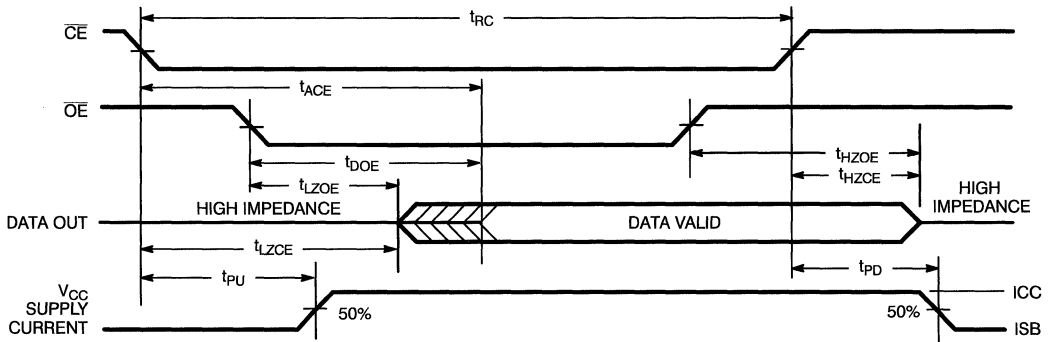 tRC
CE
tACE
OE
tDOE
tHZOE
tLZOE
tHZCE
HIGH IMPEDANCE
HIGH
IMPEDANCE
DATA OUT
DATA VALID
tLZCE
tPU
tPD
VCC
SUPPLY
CURRENT
50%
50%
ICC
ISB